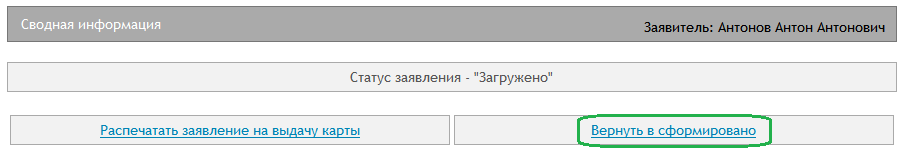 Сводная информация
Заявитель: Антонов Антон Антонович
Статус заявления - "Загружено"
Распечатать заявление на выдачу карты
Вернуть в сформировано